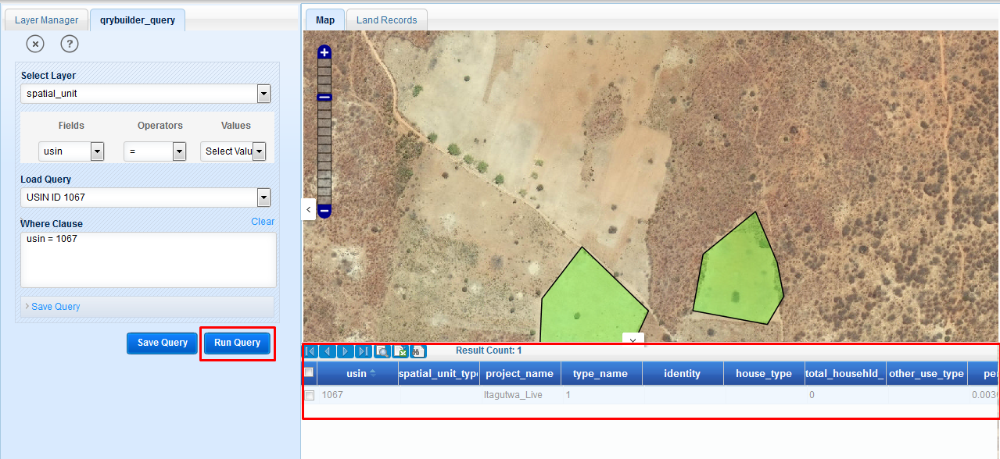 Layer Manager
qrybuilder_query
Select Layer
spatial_unit
Fields Operators Values
usin = Select Valu
Load Query
USIN ID 1067
Where Clause Clear
usin = 1067
Save Query
Save Query Run Query
Map Land Records
Result Count: 1
usin spatial_unit_typ project_name type_name identity house_type total_househld_ other_use_type per
1067 Itagutwa_Live 1 0 0.003